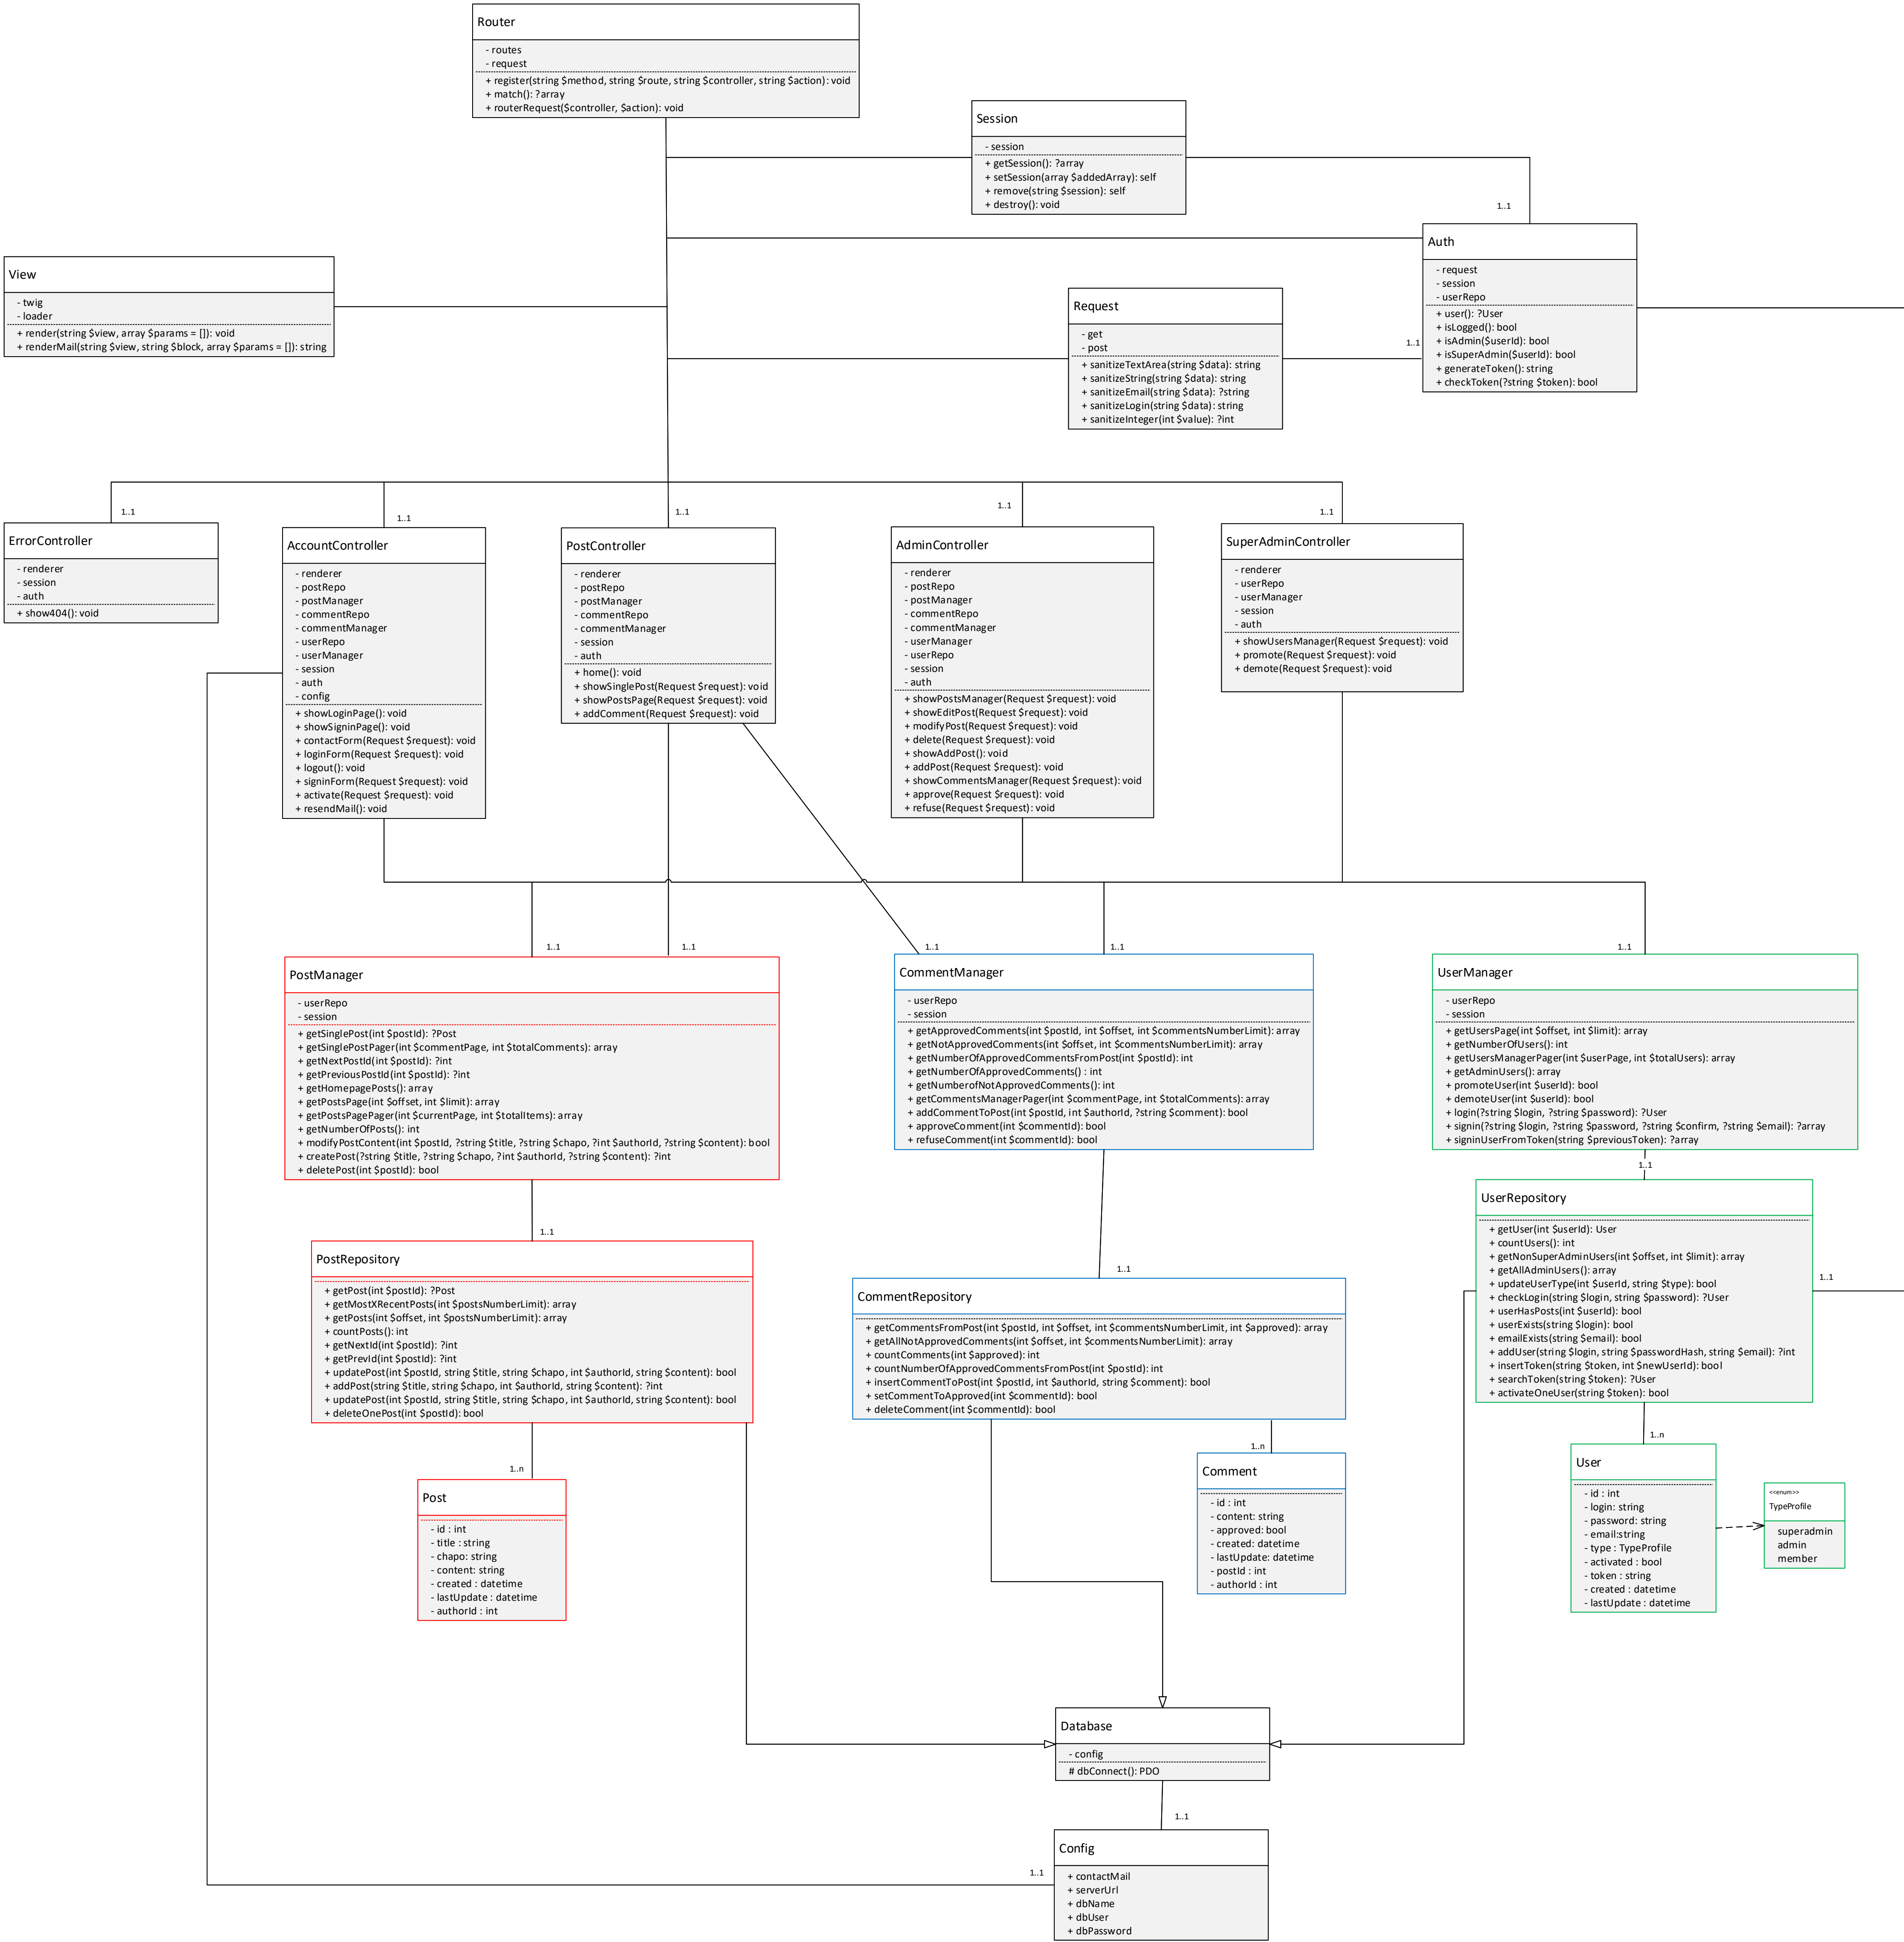 Router
- routes
- request
+ register(string $method, string $route, string $controller, string $action): void
+ match(): ?array
+ routerRequest($controller, $action): void
Session
- session
+ getSession(): ?array
+ setSession(array $addedArray): self
+ remove(string $session): self
+ destroy(): void
1..1
Auth
- request
- session
- userRepo
+ user(): ?User
+ isLogged(): bool
+ isAdmin($userId): bool
+ isSuperAdmin($userId): bool
+ generateToken(): string
+ checkToken(?string $token): bool
View
- twig
- loader
+ render(string $view, array $params = []): void
+ renderMail(string $view, string $block, array $params = []): string
Request
- get
- post
+ sanitizeTextArea(string $data): string
+ sanitizeString(string $data): string
+ sanitizeEmail(string $data): ?string
+ sanitizeLogin(string $data): string
+ sanitizeInteger(int $value): ?int
1..1
1..1
1..1
1..1
1..1
1..1
ErrorController
- renderer
- session
- auth
+ show404(): void
AccountController
- renderer
- postRepo
- postManager
- commentRepo
- commentManager
- userRepo
- userManager
- session
- auth
- config
+ showLoginPage(): void
+ showSigninPage(): void
+ contactForm(Request $request): void
+ loginForm(Request $request): void
+ logout(): void
+ signinForm(Request $request): void
+ activate(Request $request): void
+ resendMail(): void
PostController
- renderer
- postRepo
- postManager
- commentRepo
- commentManager
- session
- auth
+ home(): void
+ showSinglePost(Request $request): void
+ showPostsPage(Request $request): void
+ addComment(Request $request): void
AdminController
- renderer
- postRepo
- postManager
- commentRepo
- commentManager
- userManager
- userRepo
- session
- auth
+ showPostsManager(Request $request): void
+ showEditPost(Request $request): void
+ modifyPost(Request $request): void
+ delete(Request $request): void
+ showAddPost(): void
+ addPost(Request $request): void
+ showCommentsManager(Request $request): void
+ approve(Request $request): void
+ refuse(Request $request): void
SuperAdminController
- renderer
- userRepo
- userManager
- session
- auth
+ showUsersManager(Request $request): void
+ promote(Request $request): void
+ demote(Request $request): void
1..1
1..1
1..1
1..1
1..1
PostManager
- userRepo
- session
+ getSinglePost(int $postId): ?Post
+ getSinglePostPager(int $commentPage, int $totalComments): array
+ getNextPostId(int $postId): ?int
+ getPreviousPostId(int $postId): ?int
+ getHomepagePosts(): array
+ getPostsPage(int $offset, int $limit): array
+ getPostsPagePager(int $currentPage, int $totalItems): array
+ getNumberOfPosts(): int
+ modifyPostContent(int $postId, ?string $title, ?string $chapo, ?int $authorId, ?string $content): bool
+ createPost(?string $title, ?string $chapo, ?int $authorId, ?string $content): ?int
+ deletePost(int $postId): bool
CommentManager
- userRepo
- session
+ getApprovedComments(int $postId, int $offset, int $commentsNumberLimit): array
+ getNotApprovedComments(int $offset, int $commentsNumberLimit): array
+ getNumberOfApprovedCommentsFromPost(int $postId): int
+ getNumberOfApprovedComments() : int
+ getNumberofNotApprovedComments(): int
+ getCommentsManagerPager(int $commentPage, int $totalComments): array
+ addCommentToPost(int $postId, int $authorId, ?string $comment): bool
+ approveComment(int $commentId): bool
+ refuseComment(int $commentId): bool
UserManager
- userRepo
- session
+ getUsersPage(int $offset, int $limit): array
+ getNumberOfUsers(): int
+ getUsersManagerPager(int $userPage, int $totalUsers): array
+ getAdminUsers(): array
+ promoteUser(int $userId): bool
+ demoteUser(int $userId): bool
+ login(?string $login, ?string $password): ?User
+ signin(?string $login, ?string $password, ?string $confirm, ?string $email): ?array
+ signinUserFromToken(string $previousToken): ?array
1..1
1..1
1..1
1..1
PostRepository
+ getPost(int $postId): ?Post
+ getMostXRecentPosts(int $postsNumberLimit): array
+ getPosts(int $offset, int $postsNumberLimit): array
+ countPosts(): int
+ getNextId(int $postId): ?int
+ getPrevId(int $postId): ?int
+ updatePost(int $postId, string $title, string $chapo, int $authorId, string $content): bool
+ addPost(string $title, string $chapo, int $authorId, string $content): ?int
+ updatePost(int $postId, string $title, string $chapo, int $authorId, string $content): bool
+ deleteOnePost(int $postId): bool
CommentRepository
+ getCommentsFromPost(int $postId, int $offset, int $commentsNumberLimit, int $approved): array
+ getAllNotApprovedComments(int $offset, int $commentsNumberLimit): array
+ countComments(int $approved): int
+ countNumberOfApprovedCommentsFromPost(int $postId): int
+ insertCommentToPost(int $postId, int $authorId, string $comment): bool
+ setCommentToApproved(int $commentId): bool
+ deleteComment(int $commentId): bool
UserRepository
+ getUser(int $userId): User
+ countUsers(): int
+ getNonSuperAdminUsers(int $offset, int $limit): array
+ getAllAdminUsers(): array
+ updateUserType(int $userId, string $type): bool
+ checkLogin(string $login, string $password): ?User
+ userHasPosts(int $userId): bool
+ userExists(string $login): bool
+ emailExists(string $email): bool
+ addUser(string $login, string $passwordHash, string $email): ?int
+ insertToken(string $token, int $newUserId): bool
+ searchToken(string $token): ?User
+ activateOneUser(string $token): bool
1..n
1..n
1..n
Post
- id : int
- title : string
- chapo: string
- content: string
- created : datetime
- lastUpdate : datetime
- authorId : int
Comment
- id : int
- content: string
- approved: bool
- created: datetime
- lastUpdate: datetime
- postId : int
- authorId : int
User
- id : int
- login: string
- password: string
- email:string
- type : TypeProfile
- activated : bool
- token : string
- created : datetime
- lastUpdate : datetime
<<enum>>
TypeProfile
superadmin
admin
member
Database
- config
# dbConnect(): PDO
1..1
1..1
Config
+ contactMail
+ serverUrl
+ dbName
+ dbUser
+ dbPassword